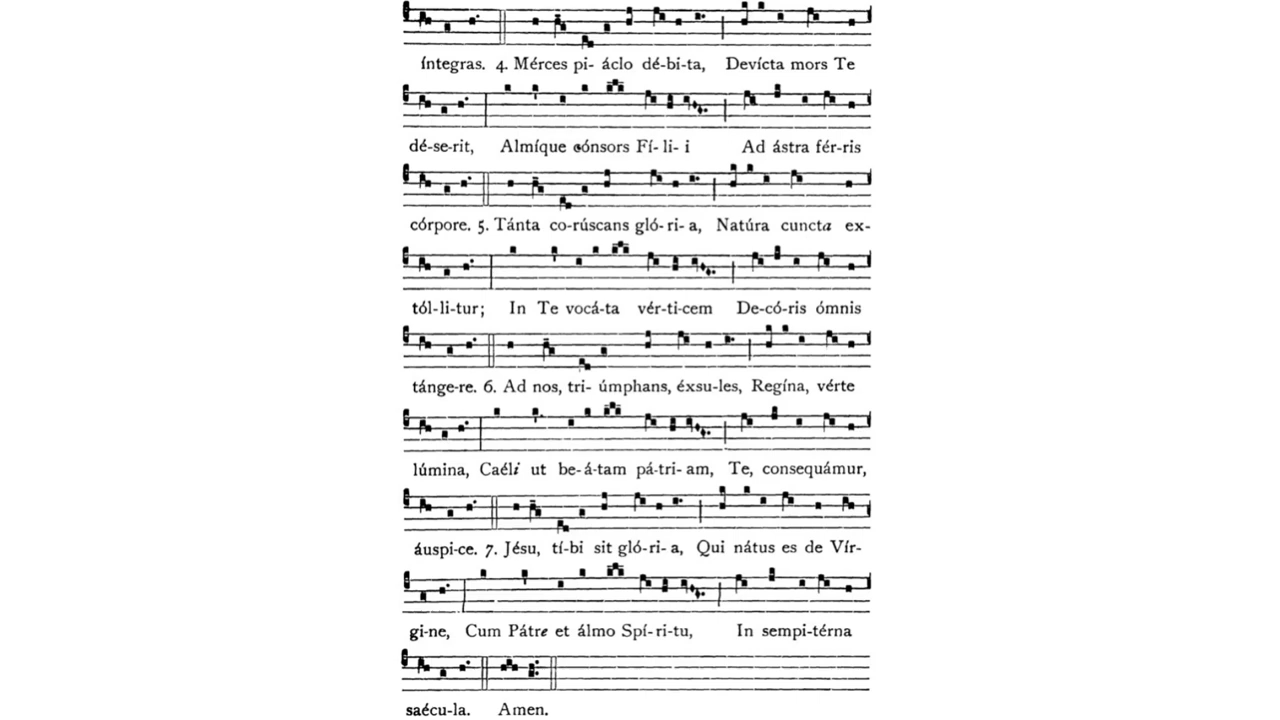 íntegras. 4. Mérces pi- áclo dé-bi-ta, Devícta mors Te
dé-se-rit, Almíque cónsors Fí- li- i Ad ástra fér-ris
córpore. 5. Tánta co-rúscans gló- ri- a, Natúra cuncta ex-
tól-li-tur; In Te vocá-ta vér-ti-cem De-có-ris ómnis
tánge-re. 6. Ad nos, tri- úmphans, éxsu-les, Regína, vérte
lúmina, Caéli ut be-á-tam pá-tri- am, Te, consequámur,
áuspi-ce. 7. Jésu, tí-bi sit gló-ri- a, Qui nátus es de Vír-
gi-ne, Cum Pátre et álmo Spí-ri-tu, In sempi-térna
saécu-la. Amen.